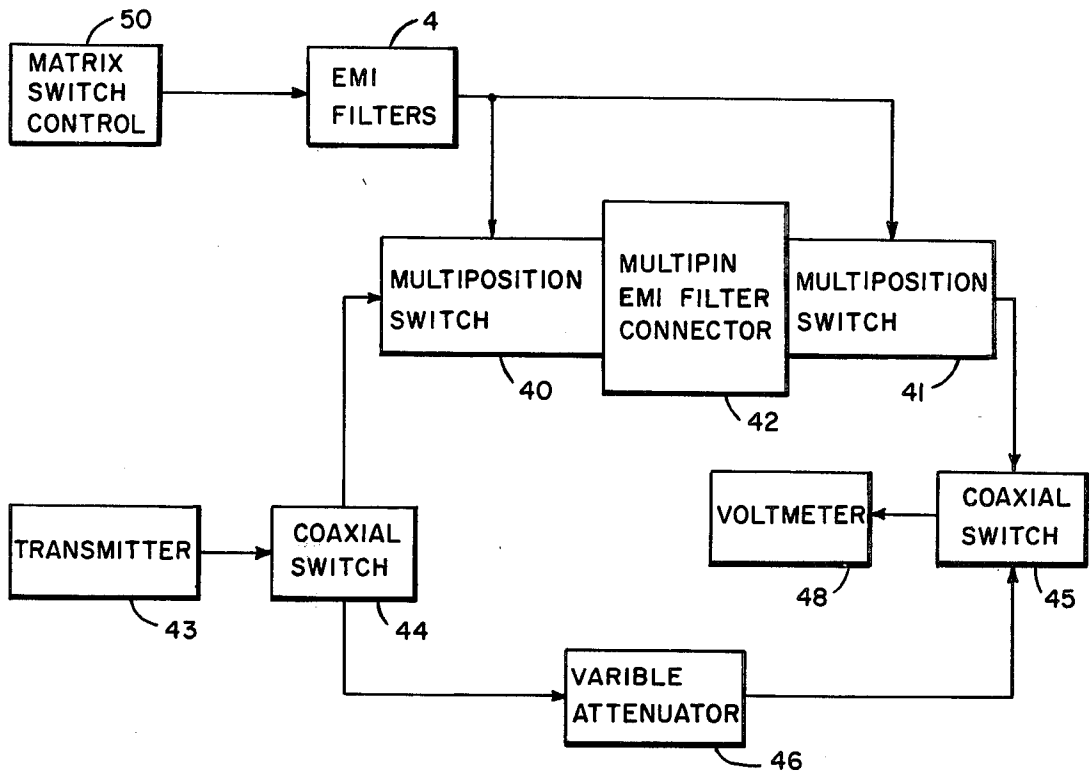 50
MATRIX
SWITCH
CONTROL
4
EMI
FILTERS
MULTIPOSITION
SWITCH
40
MULTIPIN
EMI FILTER
CONNECTOR
42
MULTIPOSITION
SWITCH
41
TRANSMITTER
43
COAXIAL
SWITCH
44
VOLTMETER
48
COAXIAL
SWITCH
45
VARIBLE
ATTENUATOR
46